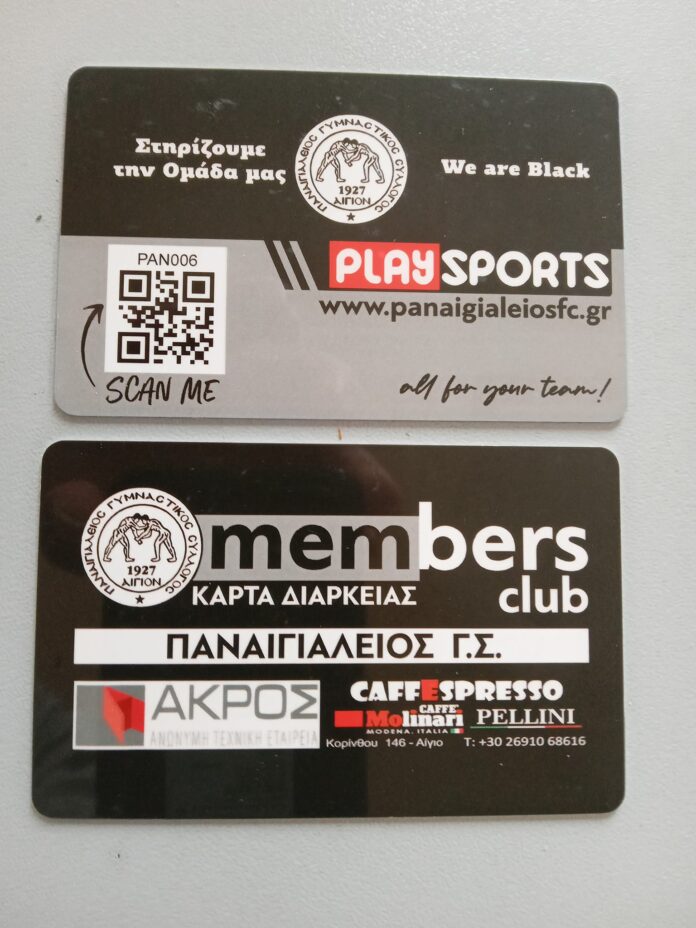 Στηρίζουμε
την Ομάδα μας
ΠΑΝΑΙΓΙΑΛΕΙΟΣ ΓΥΜΝΑΣΤΙΚΟΣ ΣΥΛΛΟΓΟΣ
1927
ΑΙΓΙΟΝ
We are Black
PAN006
SCAN ME
PLAYSPORTS
www.panaigialeiosfc.gr
all for your team!
ΠΑΝΑΙΓΙΑΛΕΙΟΣ ΓΥΜΝΑΣΤΙΚΟΣ ΣΥΛΛΟΓΟΣ
1927
ΑΙΓΙΟΝ
members
club
ΚΑΡΤΑ ΔΙΑΡΚΕΙΑΣ
ΠΑΝΑΙΓΙΑΛΕΙΟΣ Γ.Σ.
ΑΚΡΟΣ
ΑΝΩΝΥΜΗ ΤΕΧΝΙΚΗ ΕΤΑΙΡΕΙΑ
CAFFESPRESSO
CAFFÈ
Molinari
MODENA, ITALIA
PELLINI
Κορίνθου 146 - Αίγιο Τ: +30 26910 68616